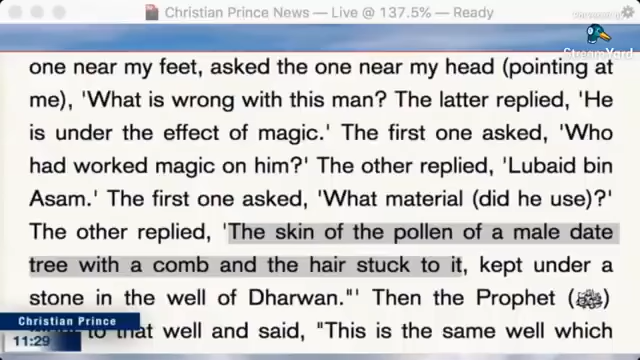 Christian Prince News — Live @ 137.5% — Ready
StreamYard
one near my feet, asked the one near my head (pointing at
me), 'What is wrong with this man? The latter replied, 'He
is under the effect of magic.' The first one asked, 'Who
had worked magic on him?' The other replied, 'Lubaid bin
Asam.' The first one asked, 'What material (did he use)?'
The other replied, 'The skin of the pollen of a male date
tree with a comb and the hair stuck to it, kept under a
stone in the well of Dharwan."' Then the Prophet (ﷺ)
Christian Prince
11:29
to that well and said, "This is the same well which